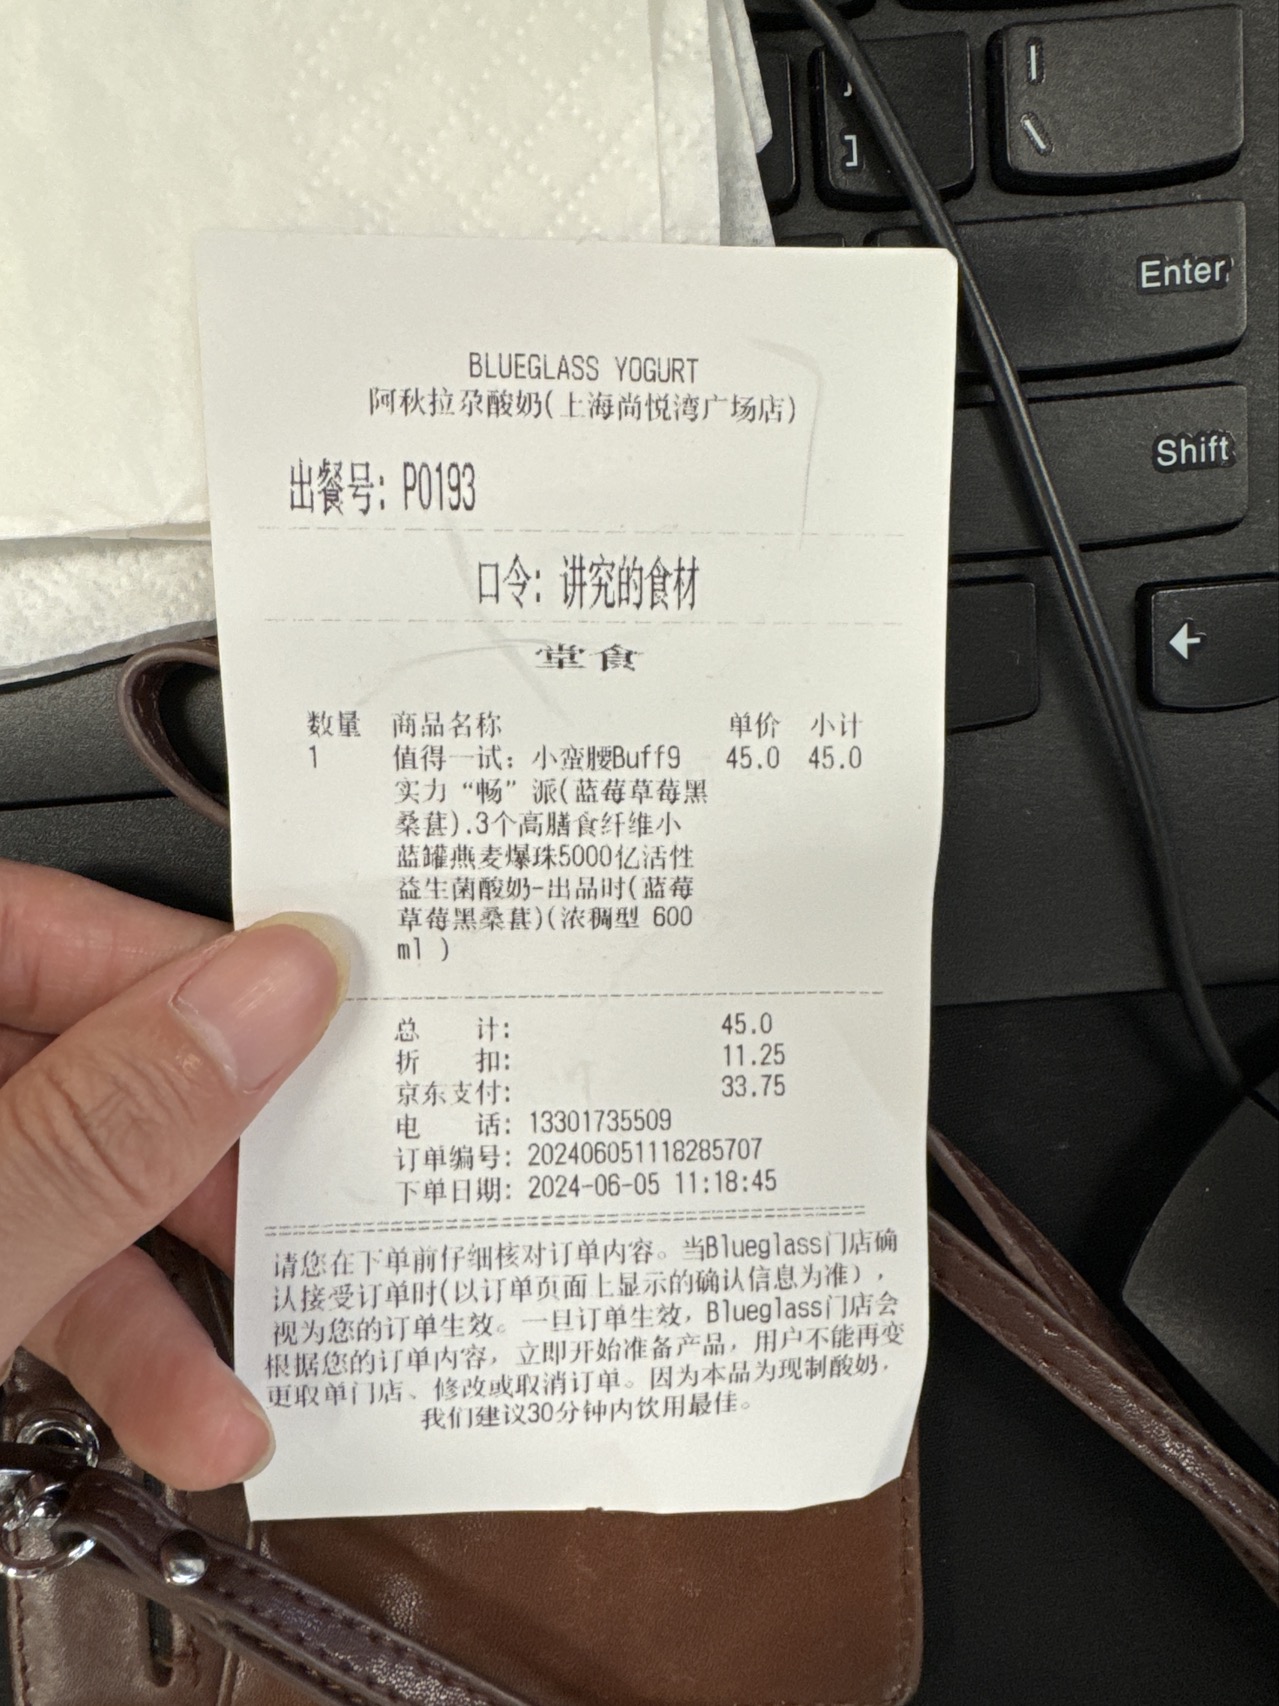 ]
|
\
Enter
Shift
←
BLUEGLASS YOGURT
阿秋拉尕酸奶(上海尚悦湾广场店)
出餐号: P0193
口令: 讲究的食材
堂食
数量 商品名称 单价 小计
1 值得一试: 小蛮腰Buff9 45.0 45.0
实力“畅”派(蓝莓草莓黑
桑葚).3个高膳食纤维小
蓝罐燕麦爆珠5000亿活性
益生菌酸奶-出品时(蓝莓
草莓黑桑葚)(浓稠型 600
ml )
总 计: 45.0
折 扣: 11.25
京东支付: 33.75
电 话: 13301735509
订单编号: 202406051118285707
下单日期: 2024-06-05 11:18:45
请您在下单前仔细核对订单内容。当Blueglass门店确
认接受订单时(以订单页面上显示的确认信息为准),
视为您的订单生效。一旦订单生效, Blueglass门店会
根据您的订单内容, 立即开始准备产品, 用户不能再变
更取单门店、修改或取消订单。因为本品为现制酸奶,
我们建议30分钟内饮用最佳。